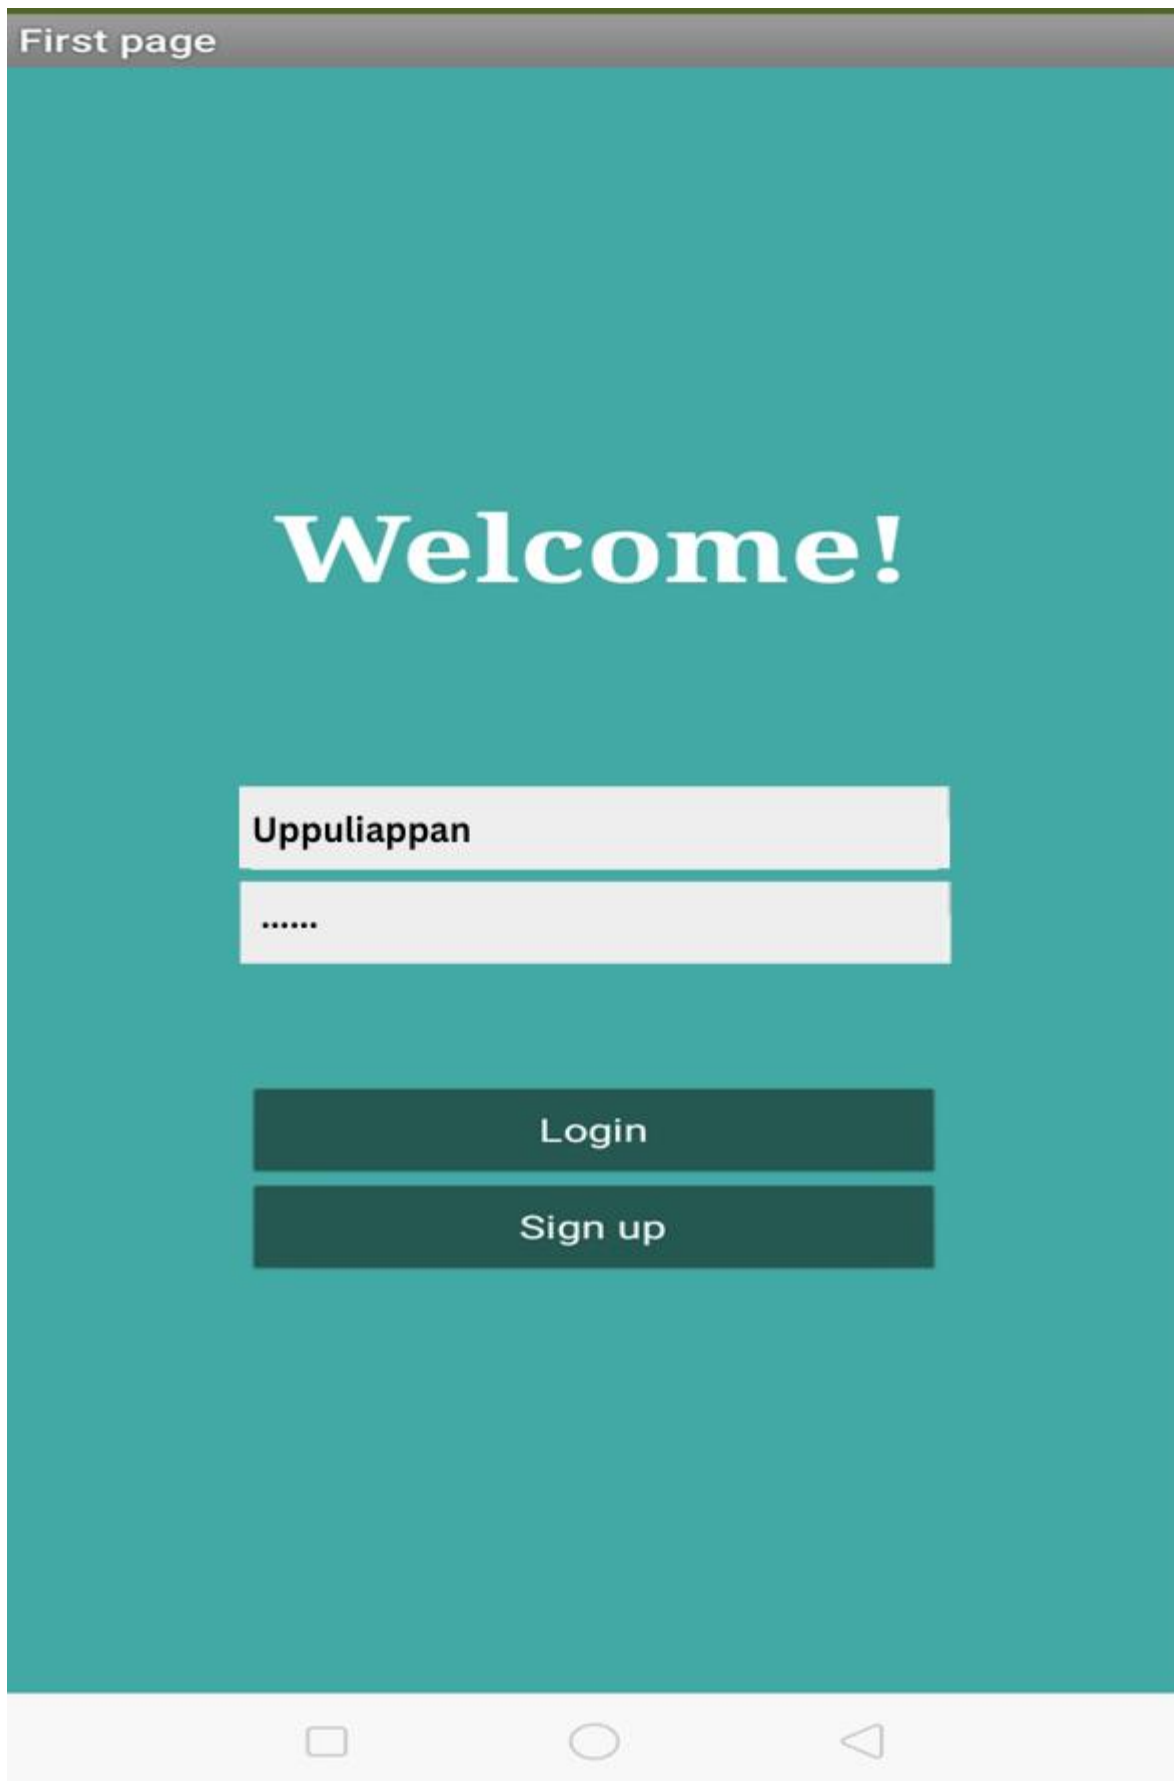 First page
Welcome!
Uppuliappan
......
Login
Sign up